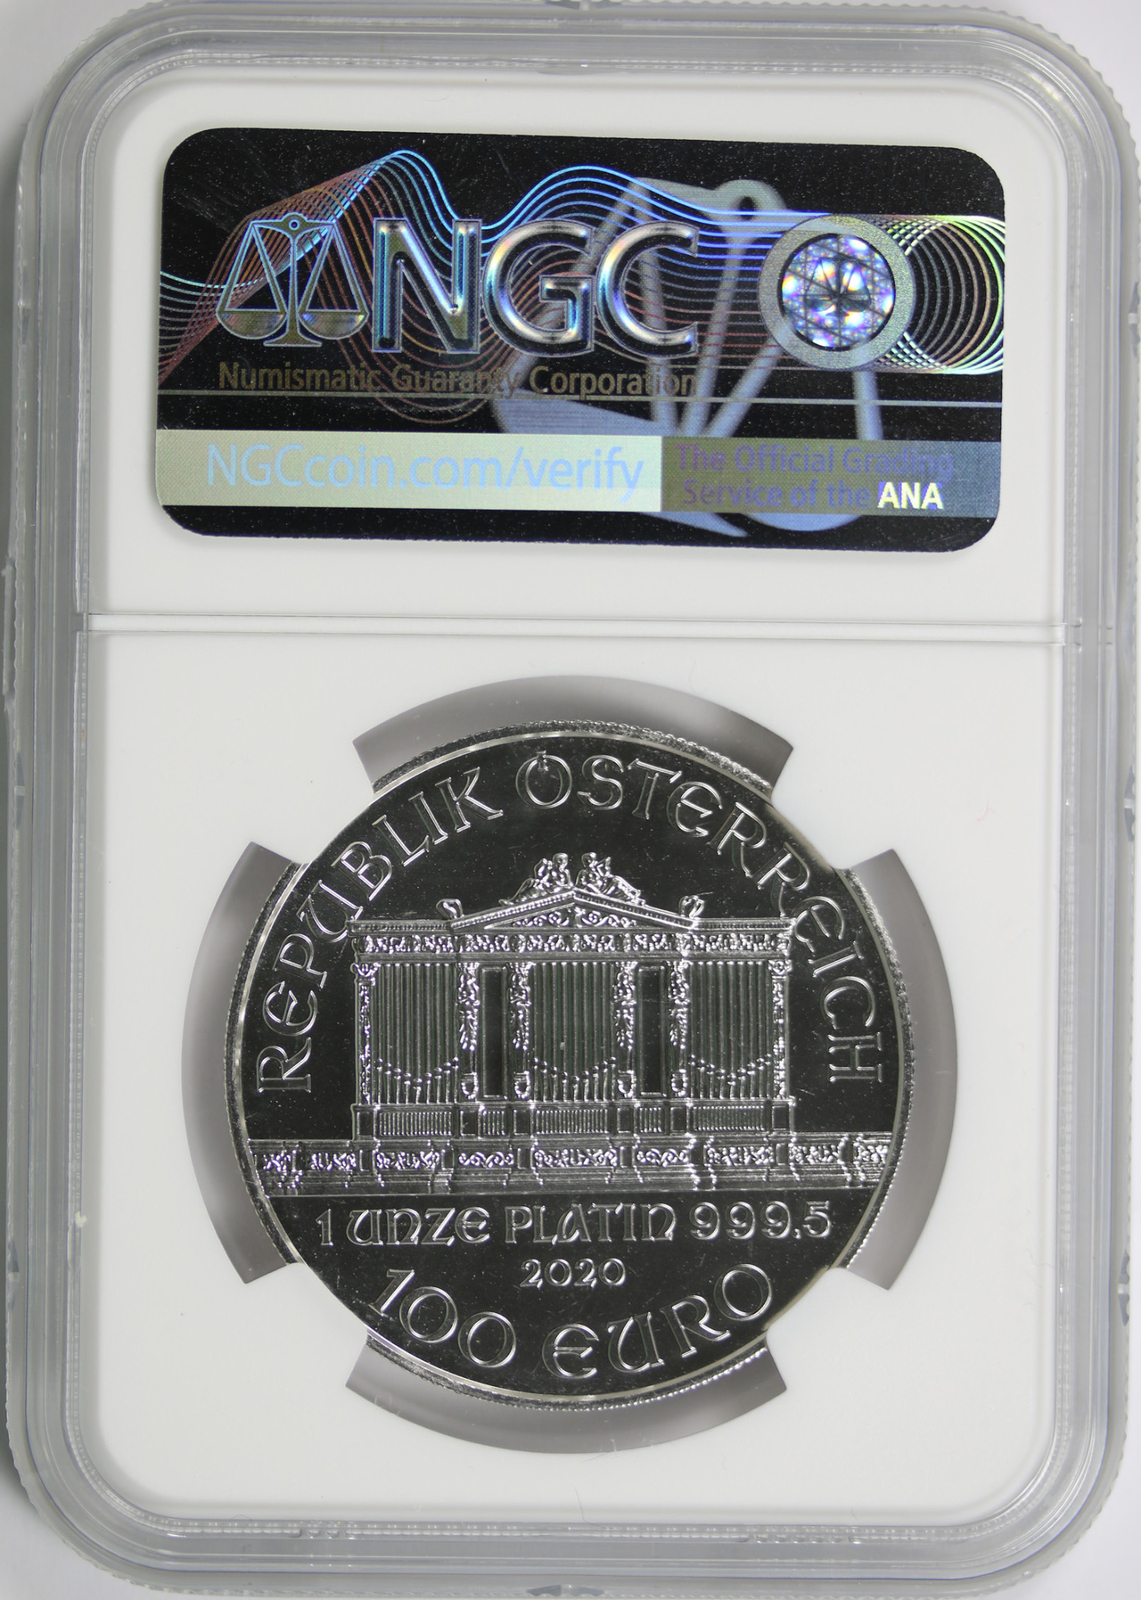 NGC
Numismatic Guaranty Corporation
NGCcoin.com/verify
The Official Grading
Service of the ANA
REPUBLIK ÖSTERREICH
1 UNZE PLATIN 999.5
2020
100 EURO